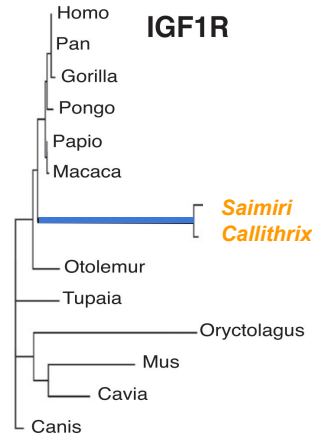 Homo
IGF1R
Pan
Gorilla
Pongo
Papio
Macaca
Saimiri
Callithrix
Otolemur
Tupaia
Oryctolagus
Mus
Cavia
Canis